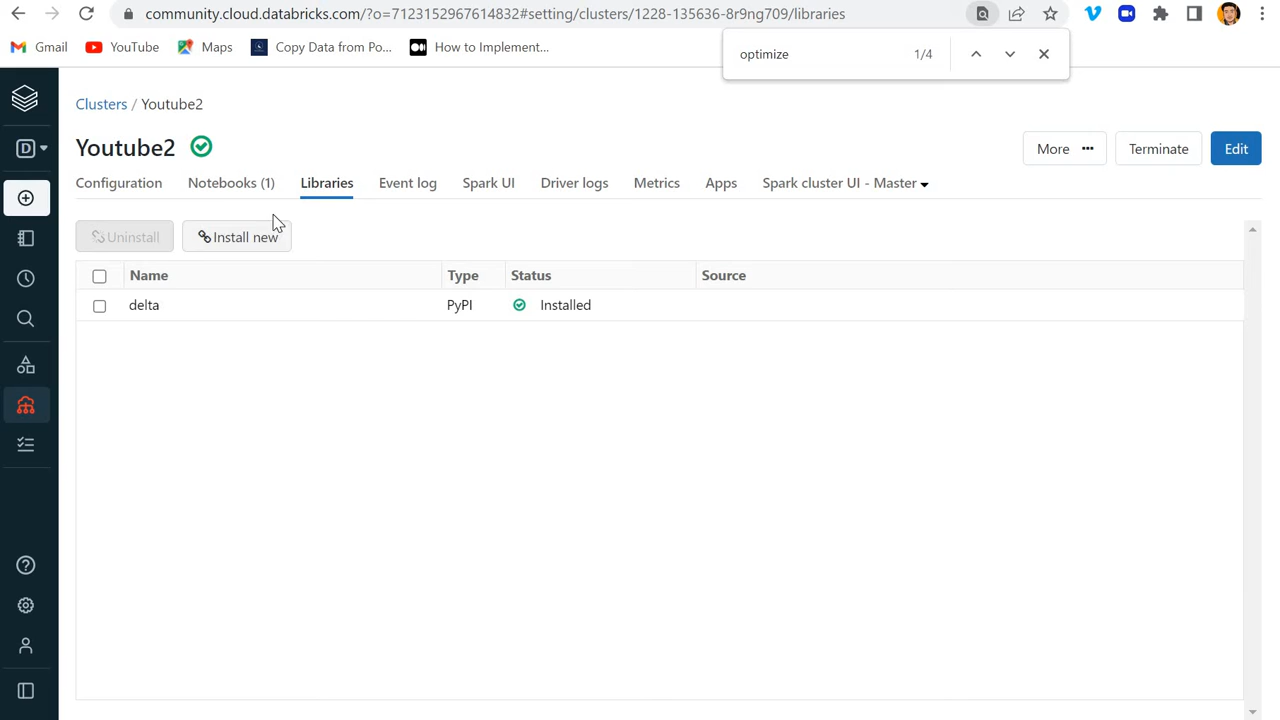 community.cloud.databricks.com/?o=7123152967614832#setting/clusters/1228-135636-8r9ng709/libraries
Gmail YouTube Maps Copy Data from Po... How to Implement...
optimize 1/4
Clusters / Youtube2
D
Youtube2
More ••• Terminate Edit
Configuration Notebooks (1) Libraries Event log Spark UI Driver logs Metrics Apps Spark cluster UI - Master
Uninstall Install new
Name Type Status Source
delta PyPI Installed